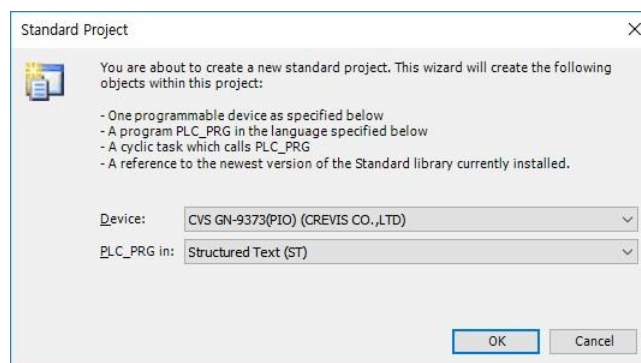 Standard Project
You are about to create a new standard project. This wizard will create the following
objects within this project:
- One programmable device as specified below
- A program PLC_PRG in the language specified below
- A cyclic task which calls PLC_PRG
- A reference to the newest version of the Standard library currently installed.
Device: CVS GN-9373(PIO) (CREVIS CO.,LTD)
PLC_PRG in: Structured Text (ST)
OK Cancel